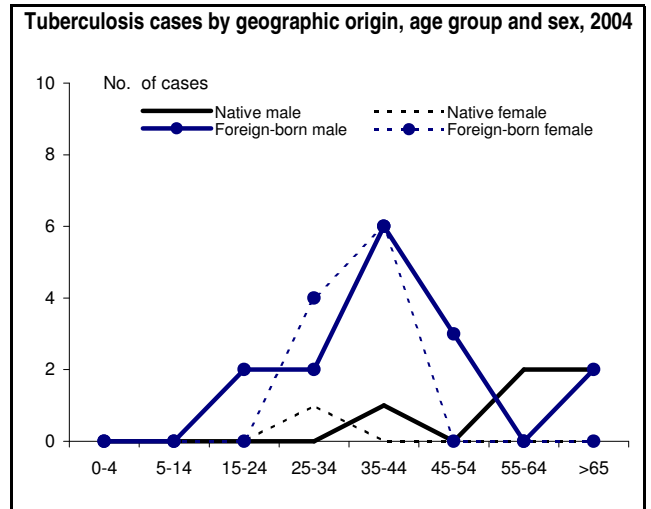 Tuberculosis cases by geographic origin, age group and sex, 2004
No. of cases
Native male
Native female
Foreign-born male
Foreign-born female
10
8
6
4
2
0
0-4 5-14 15-24 25-34 35-44 45-54 55-64 >65